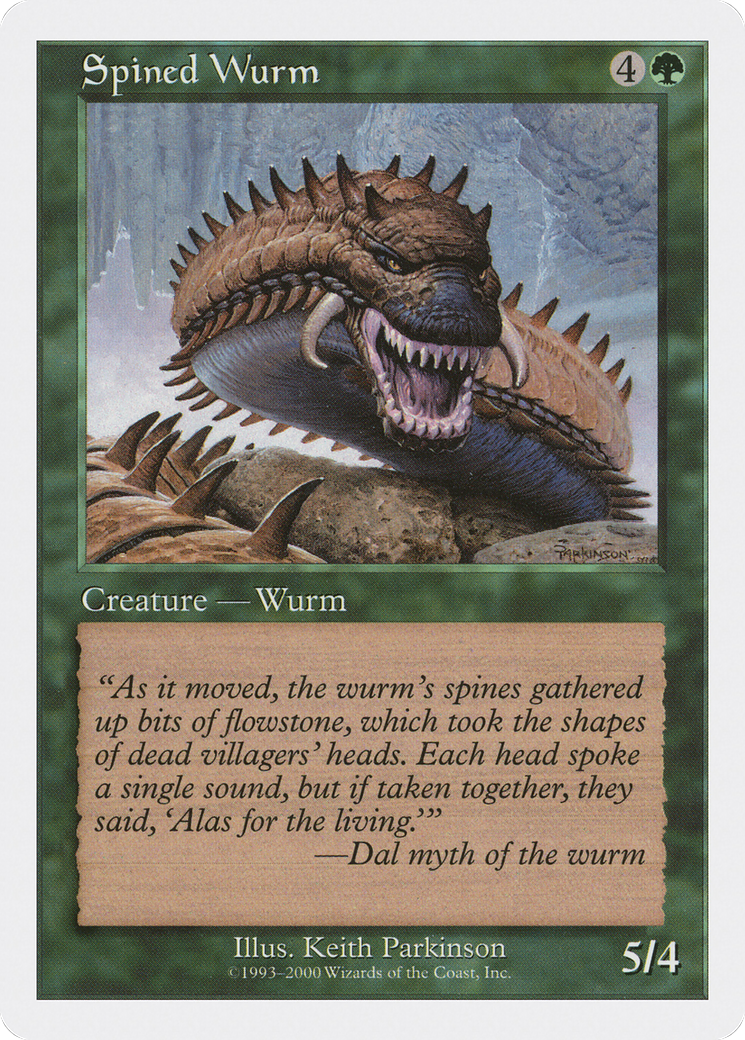 Spined Wurm
4
PARKINSON
Creature — Wurm
“As it moved, the wurm’s spines gathered
up bits of flowstone, which took the shapes
of dead villagers’ heads. Each head spoke
a single sound, but if taken together, they
said, ‘Alas for the living.’”
—Dal myth of the wurm
Illus. Keith Parkinson
©1993–2000 Wizards of the Coast, Inc.
5/4